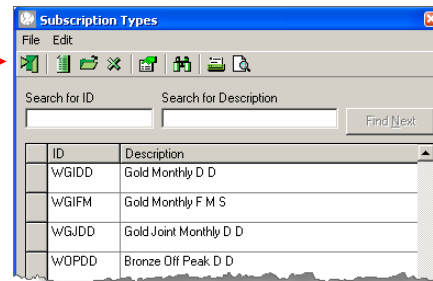 Subscription Types
File Edit
Search for ID Search for Description
Find Next
ID Description
WGIDD Gold Monthly D D
WGIFM Gold Monthly F M S
WGJDD Gold Joint Monthly D D
WOPDD Bronze Off Peak D D